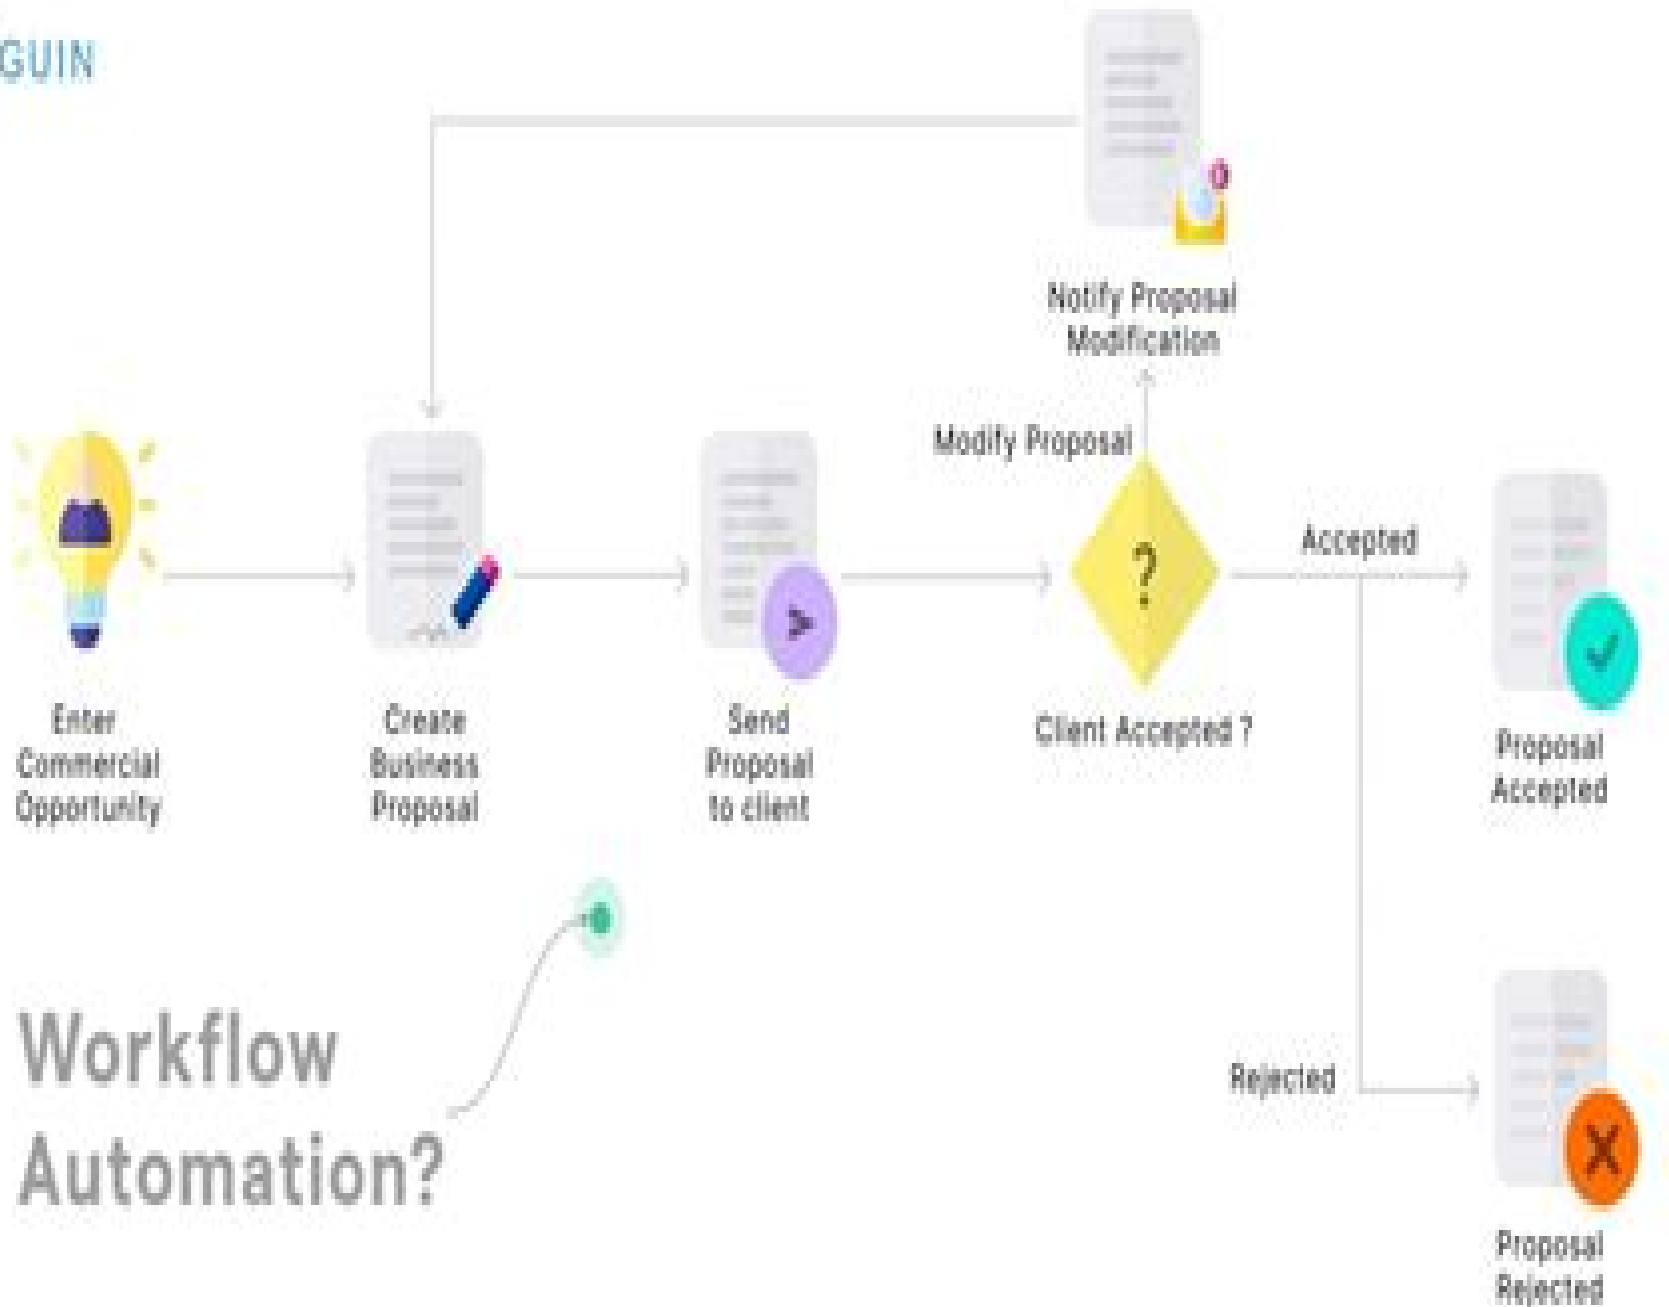 GUIN
Notify Proposal
Modification
Modify Proposal
Accepted
?
Enter
Commercial
Opportunity
Create
Business
Proposal
Send
Proposal
to client
Client Accepted ?
Proposal
Accepted
Workflow
Automation?
Rejected
Proposal
Rejected